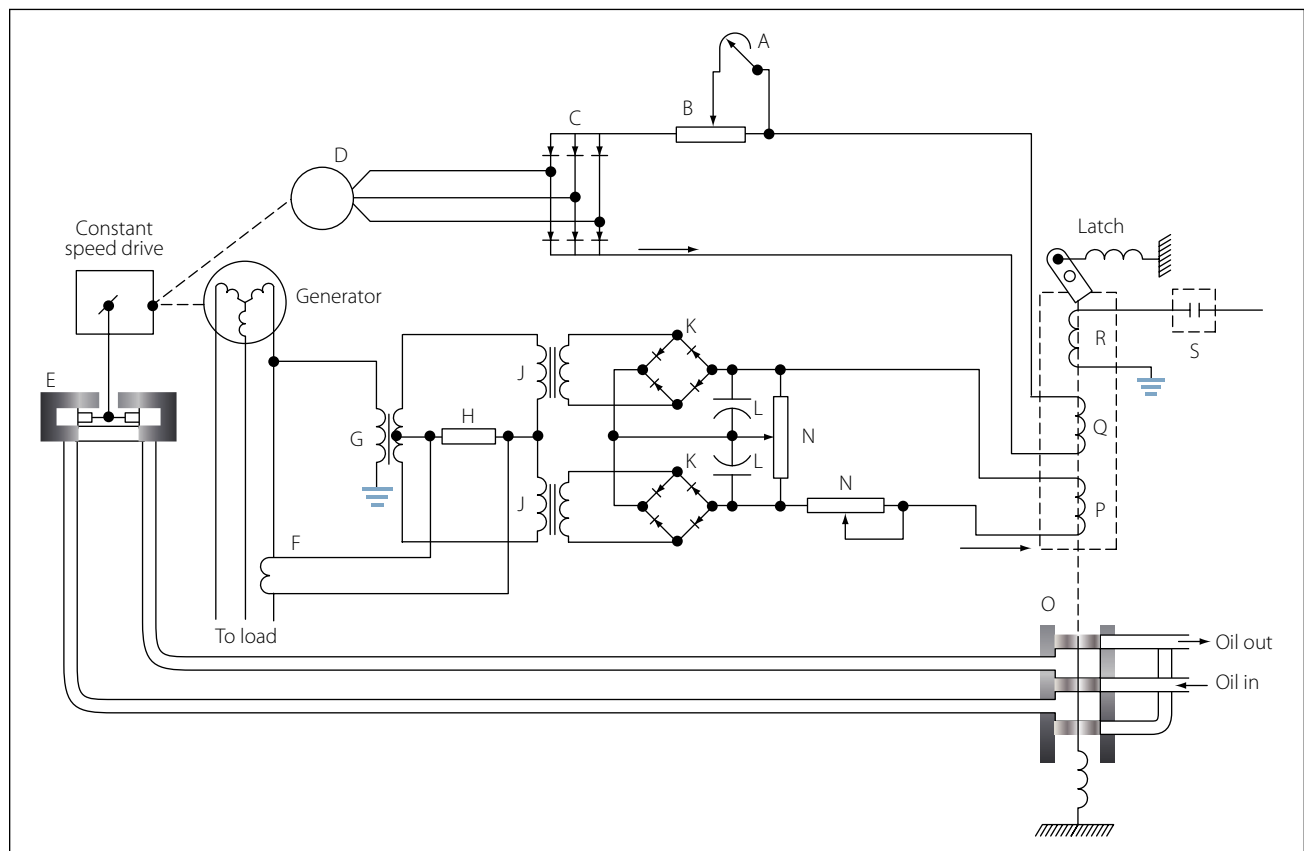 A
B
C
D
Constant
speed drive
Latch
Generator
K
R
S
E
J
L
H
Q
G
N
L
K
N
J
P
F
O
To load
Oil out
Oil in